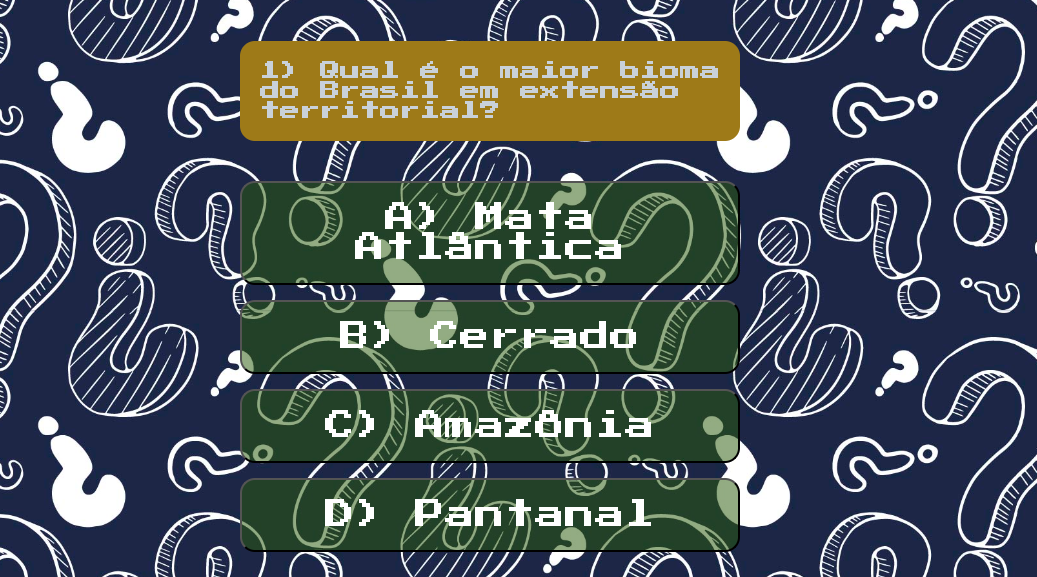 1) Qual é o maior bioma
do Brasil em extensão
territorial?
A) Mata
Atlântica
B) Cerrado
C) Amazônia
D) Pantanal